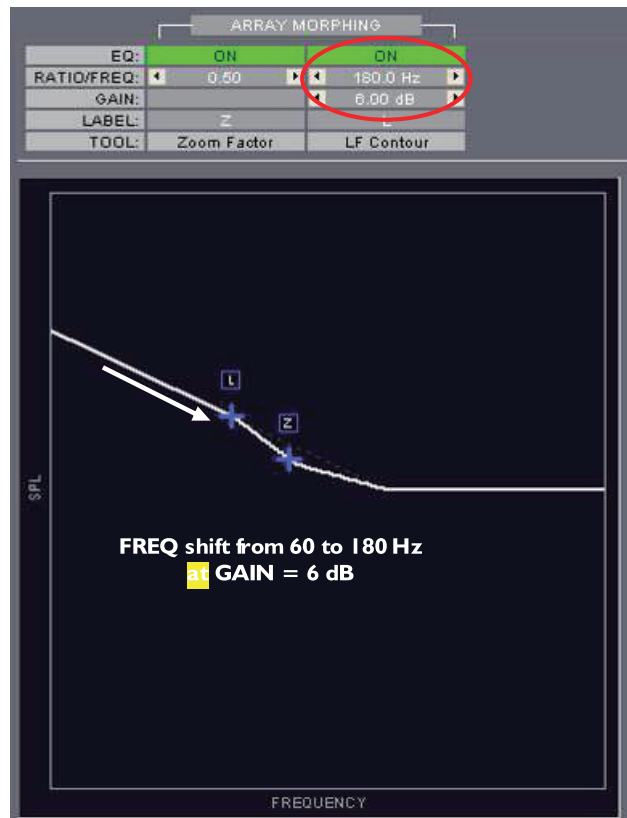 ARRAY MORPHING
EQ: ON ON
RATIO/FREQ: 0.50 180.0 Hz
GAIN: 6.00 dB
LABEL: Z L
TOOL: Zoom Factor LF Contour
L
Z
SPL
FREQ shift from 60 to 180 Hz
at GAIN = 6 dB
FREQUENCY